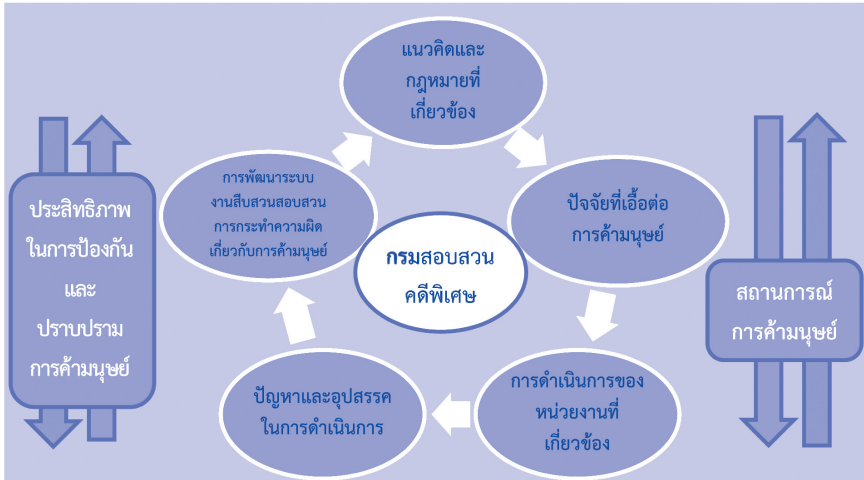 แนวคิดและ
กฎหมายที่
เกี่ยวข้อง
ปัจจัยที่เอื้อต่อ
การค้ามนุษย์
การดำเนินการของ
หน่วยงานที่
เกี่ยวข้อง
ปัญหาและอุปสรรค
ในการดำเนินการ
การพัฒนาระบบ
งานสืบสวนสอบสวน
การกระทำความผิด
เกี่ยวกับการค้ามนุษย์
กรมสอบสวน
คดีพิเศษ
ประสิทธิภาพ
ในการป้องกัน
และ
ปราบปราม
การค้ามนุษย์
สถานการณ์
การค้ามนุษย์